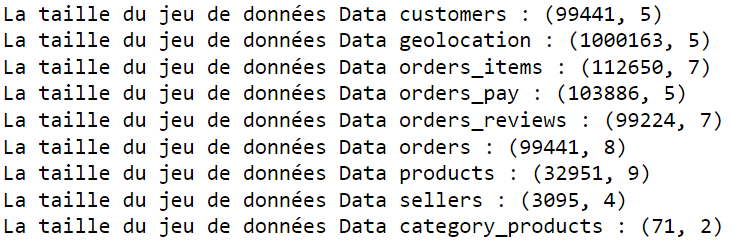 La taille du jeu de données Data customers : (99441, 5)
La taille du jeu de données Data geolocation : (1000163, 5)
La taille du jeu de données Data orders_items : (112650, 7)
La taille du jeu de données Data orders_pay : (103886, 5)
La taille du jeu de données Data orders_reviews : (99224, 7)
La taille du jeu de données Data orders : (99441, 8)
La taille du jeu de données Data products : (32951, 9)
La taille du jeu de données Data sellers : (3095, 4)
La taille du jeu de données Data category_products : (71, 2)